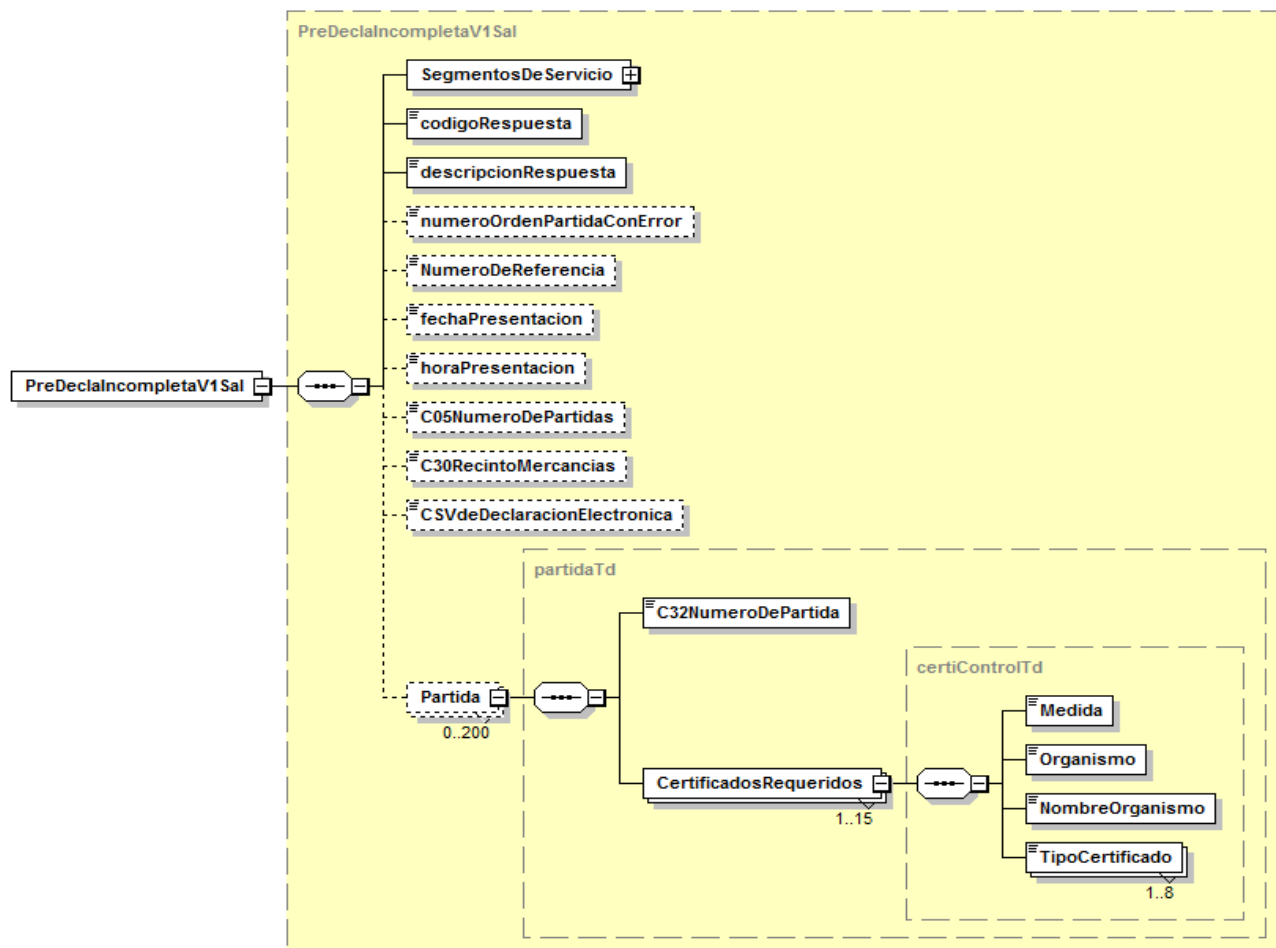 PreDeclaIncompletaV1Sal
SegmentosDeServicio
codigoRespuesta
descripcionRespuesta
numeroOrdenPartidaConError
NumeroDeReferencia
fechaPresentacion
horaPresentacion
PreDeclaIncompletaV1Sal
C05NumeroDePartidas
C30RecintoMercancias
CSVdeDeclaracionElectronica
partidaTd
C32NumeroDePartida
certiControlTd
Partida
0..200
Medida
Organismo
CertificadosRequeridos
1..15
NombreOrganismo
TipoCertificado
1..8